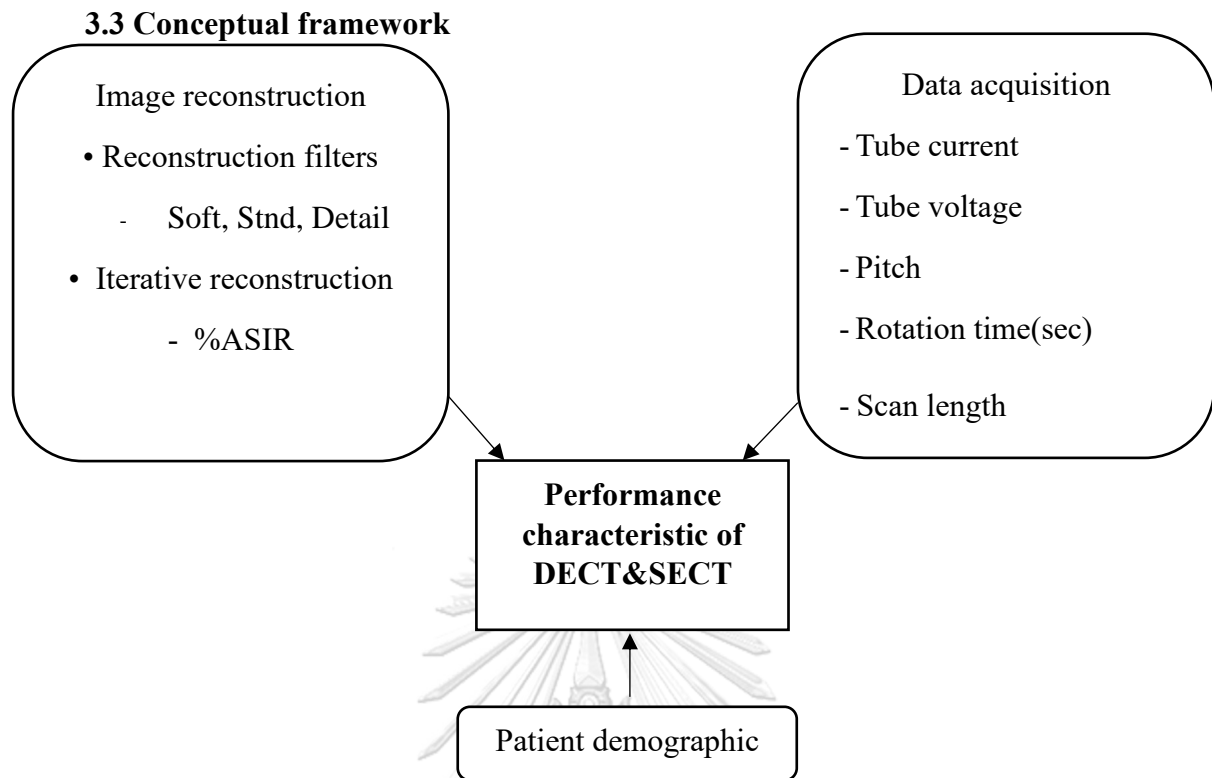 3.3 Conceptual framework
Image reconstruction
• Reconstruction filters
- Soft, Stnd, Detail
• Iterative reconstruction
- %ASIR
Data acquisition
- Tube current
- Tube voltage
- Pitch
- Rotation time(sec)
- Scan length
Performance
characteristic of
DECT&SECT
Patient demographic